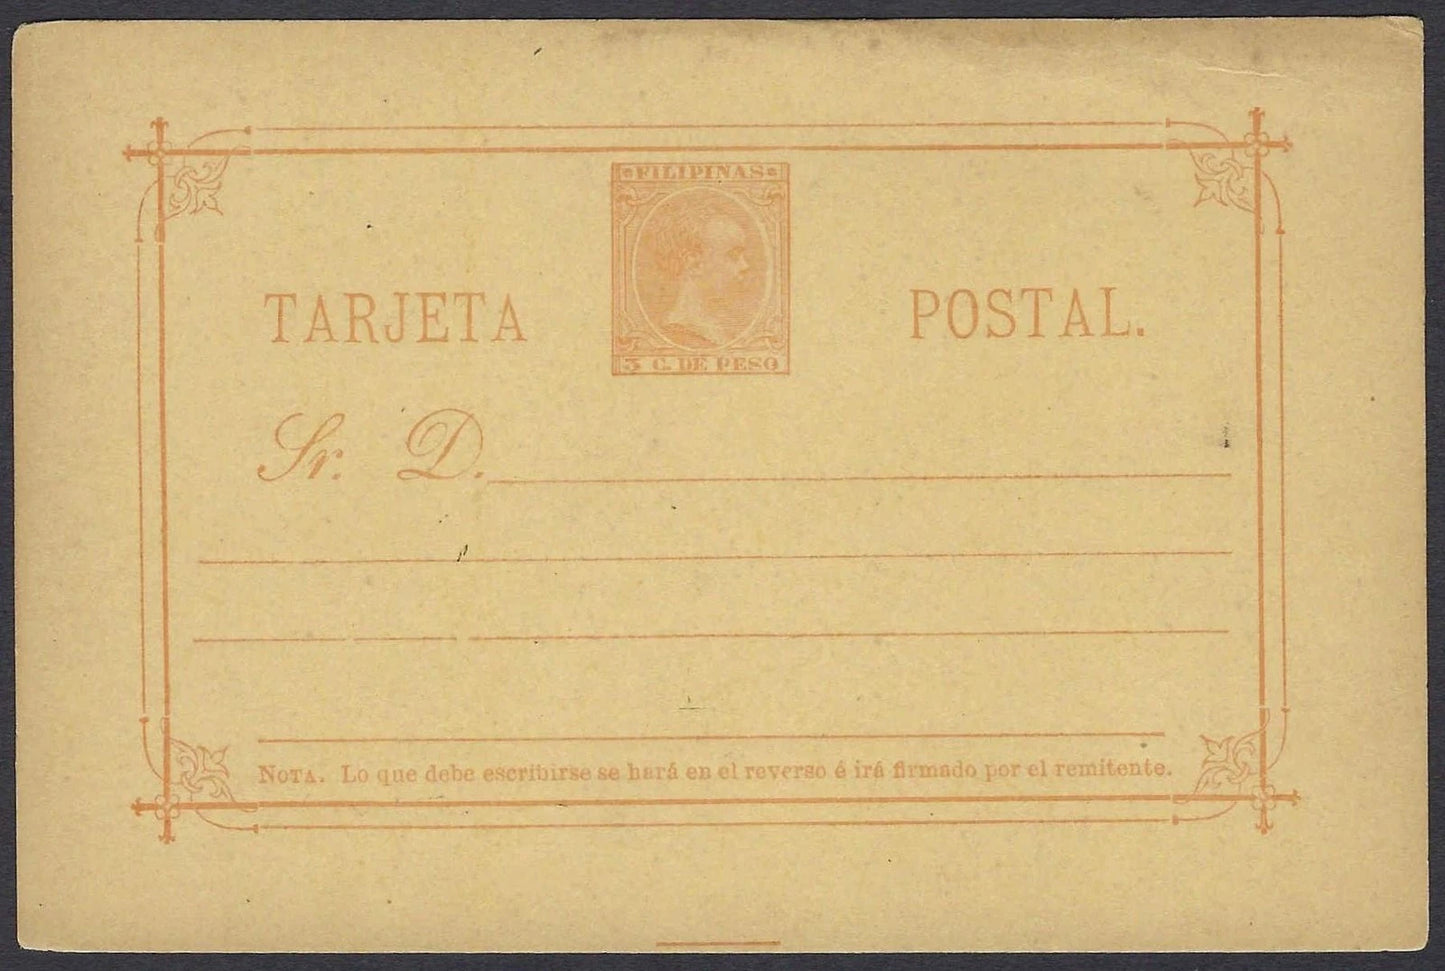 FILIPINAS
TARJETA POSTAL.
3 C. DE PESO
Sr. D.
NOTA. Lo que debe escribirse se hará en el reverso é irá firmado por el remitente.